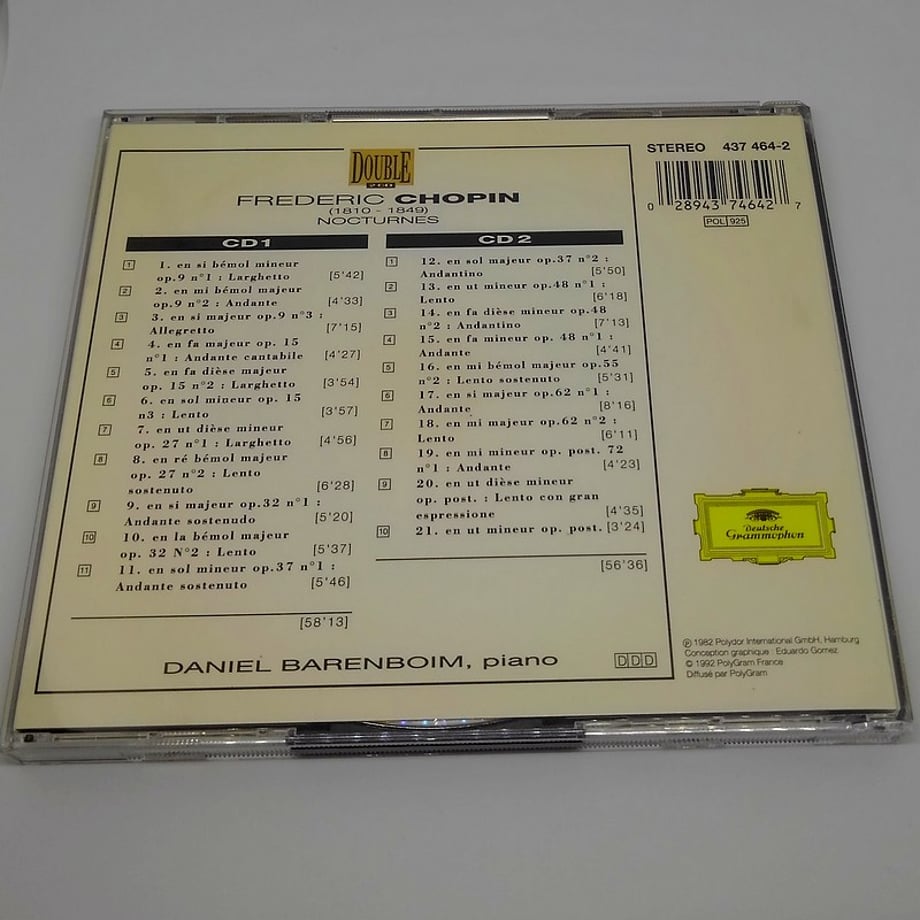 DOUBLE
2 CD
FREDERIC CHOPIN
(1810 - 1849)
NOCTURNES
CD 1
1 1. en si bémol mineur
op.9 n°1 : Larghetto [5'42]
2 2. en mi bémol majeur
op.9 n°2 : Andante [4'33]
3 3. en si majeur op.9 n°3 :
Allegretto [7'15]
4 4. en fa majeur op. 15
n°1 : Andante cantabile [4'27]
5 5. en fa dièse majeur
op. 15 n°2 : Larghetto [3'54]
6 6. en sol mineur op. 15
n3 : Lento [3'57]
7 7. en ut dièse mineur
op. 27 n°1 : Larghetto [4'56]
8 8. en ré bémol majeur
op. 27 n°2 : Lento
sostenuto [6'28]
9 9. en si majeur op.32 n°1 :
Andante sostenudo [5'20]
10 10. en la bémol majeur
op. 32 N°2 : Lento [5'37]
11 11. en sol mineur op.37 n°1 :
Andante sostenuto [5'46]
[58'13]
CD 2
1 12. en sol majeur op.37 n°2 :
Andantino [5'50]
2 13. en ut mineur op.48 n°1 :
Lento [6'18]
3 14. en fa dièse mineur op.48
n°2 : Andantino [7'13]
4 15. en fa mineur op. 48 n°1 :
Andante [4'41]
5 16. en mi bémol majeur op.55
n°2 : Lento sostenuto [5'31]
6 17. en si majeur op.62 n°1 :
Andante [8'16]
7 18. en mi majeur op.62 n°2 :
Lento [6'11]
8 19. en mi mineur op. post. 72
n°1 : Andante [4'23]
9 20. en ut dièse mineur
op. post. : Lento con gran
espressione [4'35]
10 21. en ut mineur op. post. [3'24]
[56'36]
DANIEL BARENBOIM, piano
DDD
STEREO 437 464-2
0 28943 74642 7
POL 925
Deutsche
Grammophon
℗ 1982 Polydor International GmbH, Hamburg
Conception graphique : Eduardo Gomez
© 1992 PolyGram France
Diffusé par PolyGram